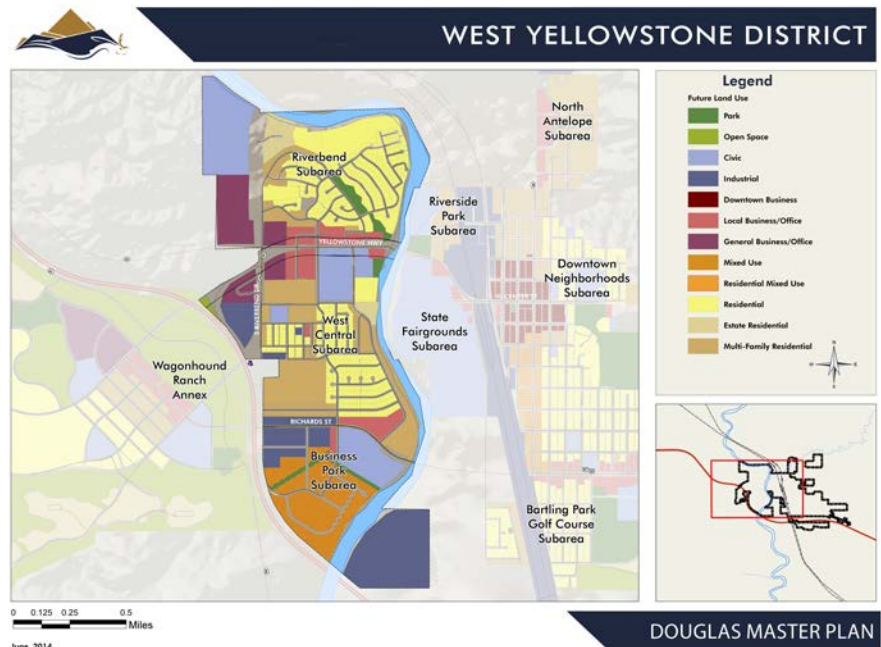 WEST YELLOWSTONE DISTRICT
North
Antelope
Subarea
Riverbend
Subarea
Riverside
Park
Subarea
YELLOWSTONE HWY
Downtown
Neighborhoods
Subarea
West
Central
Subarea
State
Fairgrounds
Subarea
Wagonhound
Ranch
Annex
RICHARDS ST
Business
Park
Subarea
Bartling Park
Golf Course
Subarea
Legend
Future Land Use
Park
Open Space
Civic
Industrial
Downtown Business
Local Business/Office
General Business/Office
Mixed Use
Residential Mixed Use
Residential
Estate Residential
Multi-Family Residential
N
W
E
S
0 0.125 0.25 0.5
Miles
June, 2014
DOUGLAS MASTER PLAN